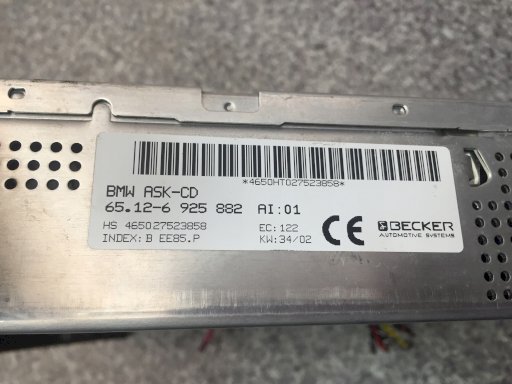 *4650HT027523858*
BMW ASK-CD
65.12-6 925 882 AI:01
HS 465027523858 EC:122
INDEX:B EE85.P KW:34/02
CE
BECKER
AUTOMOTIVE SYSTEMS